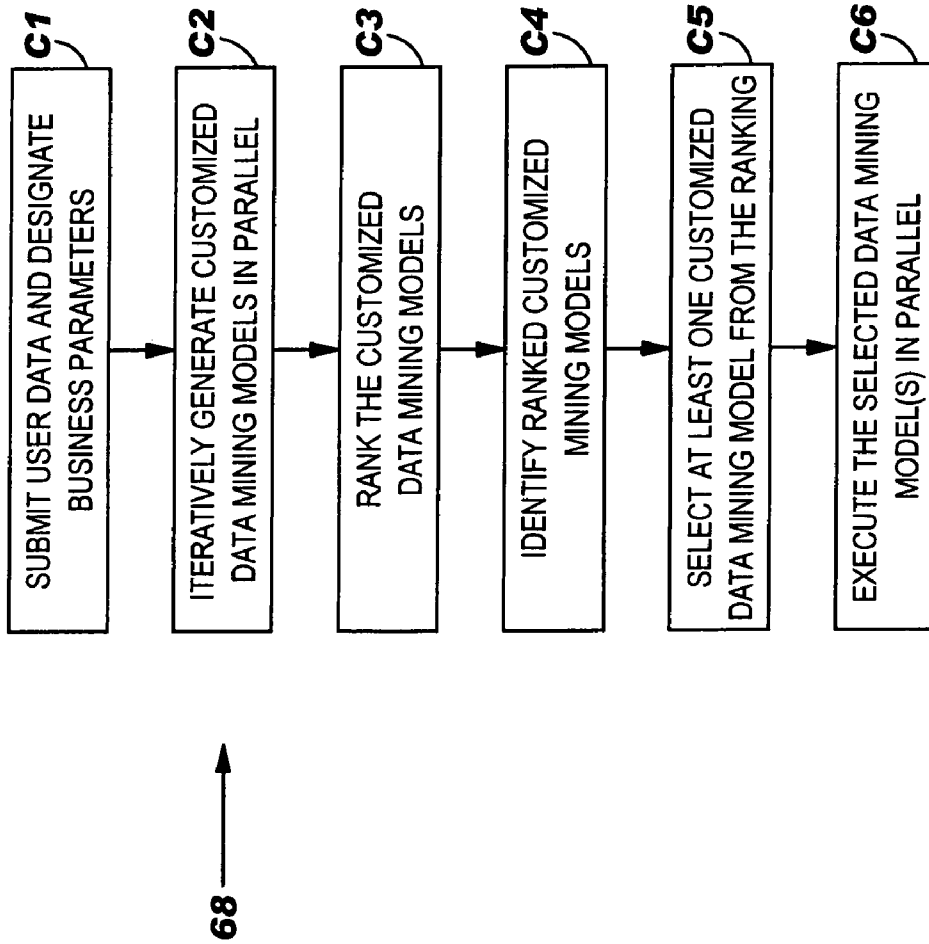 C1
SUBMIT USER DATA AND DESIGNATE
BUSINESS PARAMETERS
C2
ITERATIVELY GENERATE CUSTOMIZED
DATA MINING MODELS IN PARALLEL
C3
RANK THE CUSTOMIZED
DATA MINING MODELS
C4
IDENTIFY RANKED CUSTOMIZED
MINING MODELS
C5
SELECT AT LEAST ONE CUSTOMIZED
DATA MINING MODEL FROM THE RANKING
C6
EXECUTE THE SELECTED DATA MINING
MODEL(S) IN PARALLEL
68